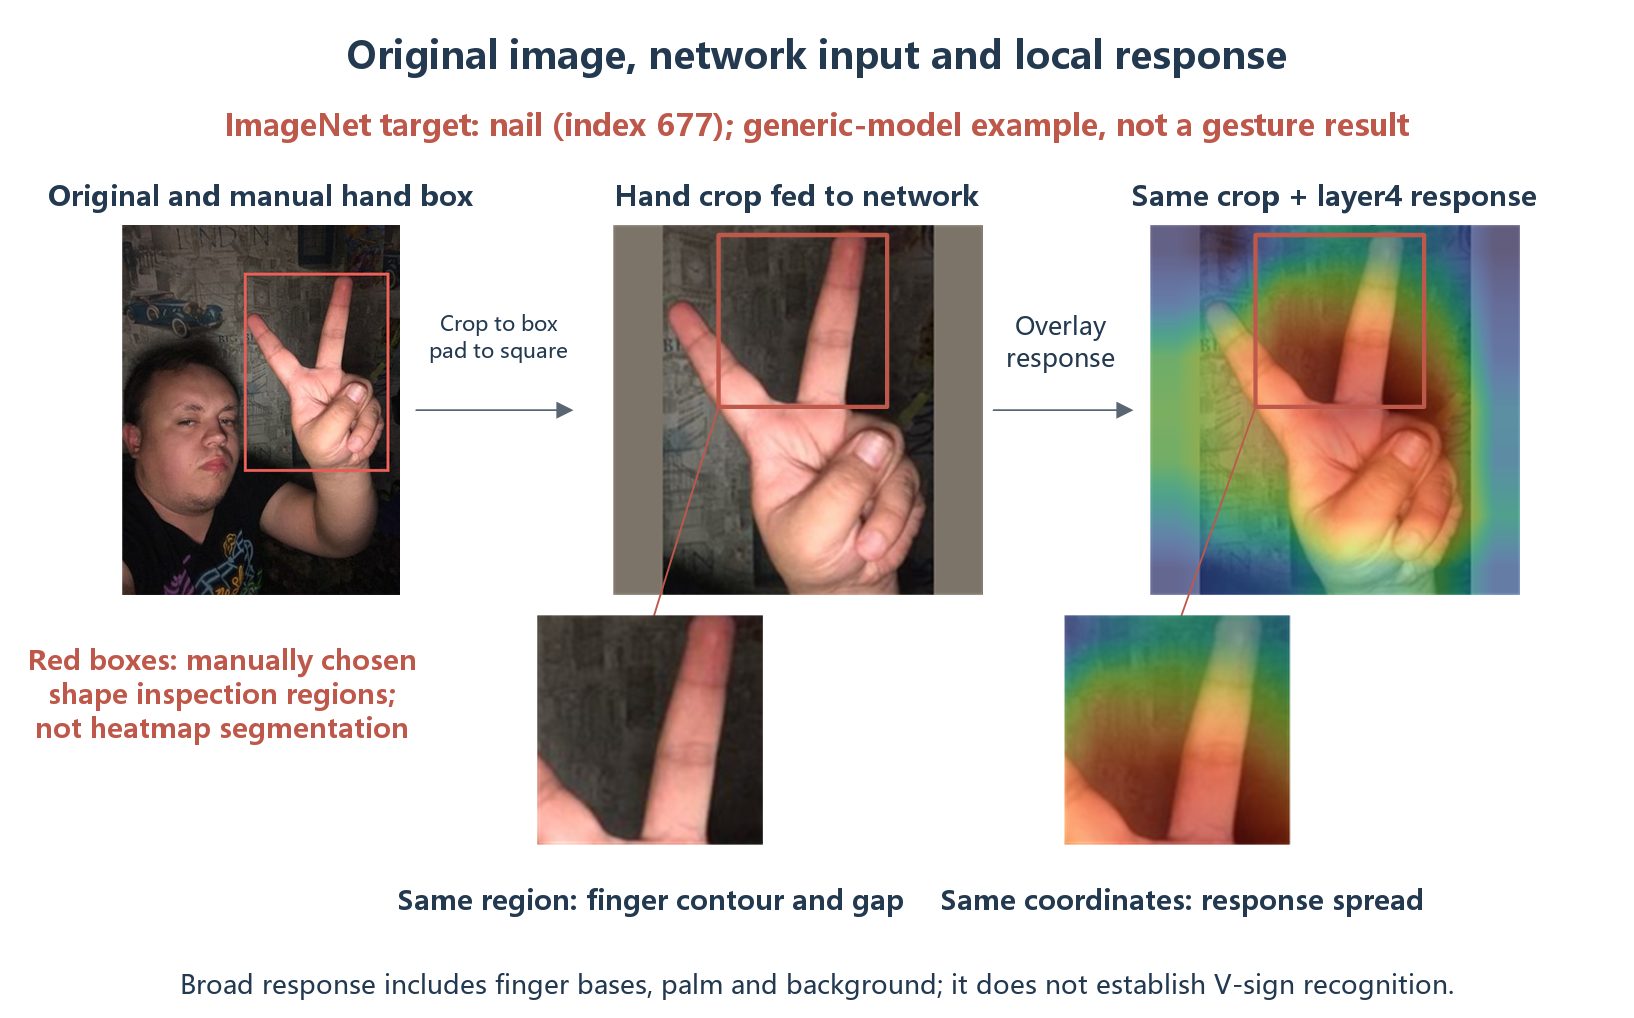 Original image, network input and local response
ImageNet target: nail (index 677); generic-model example, not a gesture result
Original and manual hand box
Hand crop fed to network
Same crop + layer4 response
Crop to box
pad to square
Overlay
response
Red boxes: manually chosen
shape inspection regions;
not heatmap segmentation
Same region: finger contour and gap
Same coordinates: response spread
Broad response includes finger bases, palm and background; it does not establish V-sign recognition.